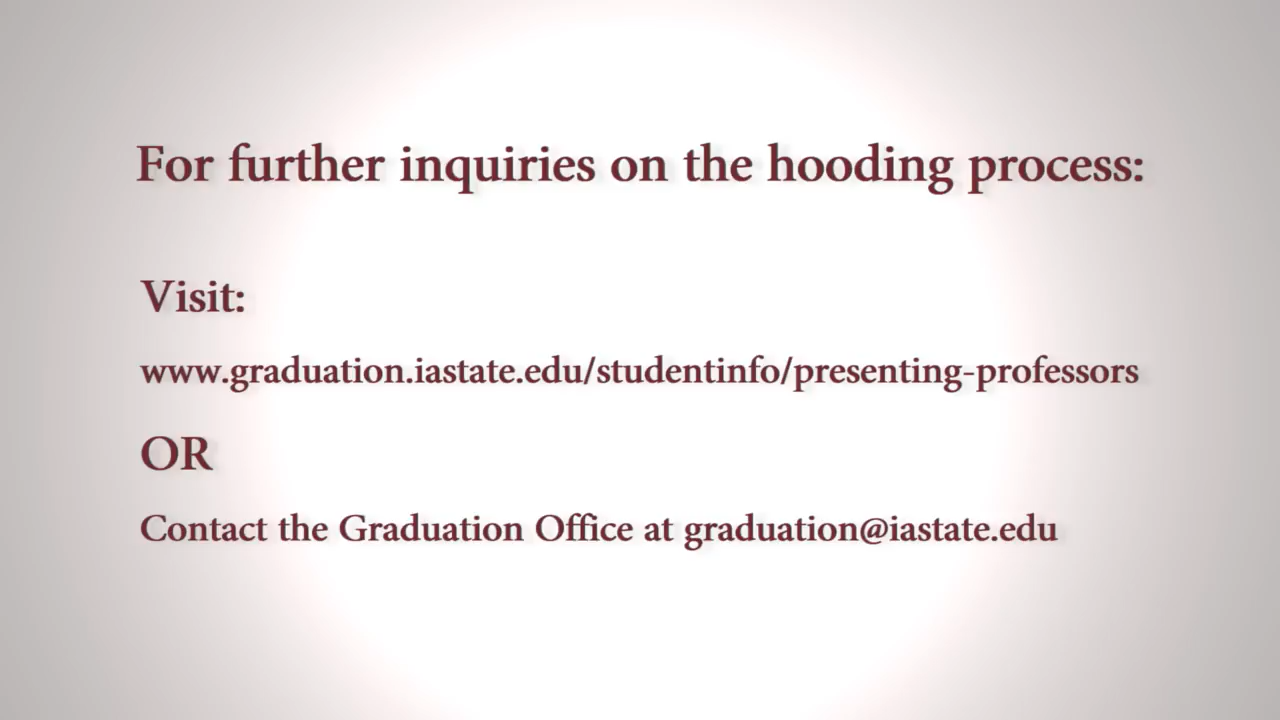 For further inquiries on the hooding process:
Visit:
www.graduation.iastate.edu/studentinfo/presenting-professors
OR
Contact the Graduation Office at graduation@iastate.edu